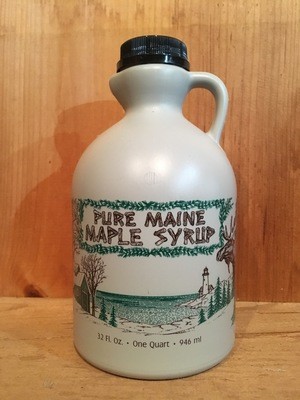 PURE MAINE
MAPLE SYRUP
32 Fl. Oz. • One Quart • 946 ml